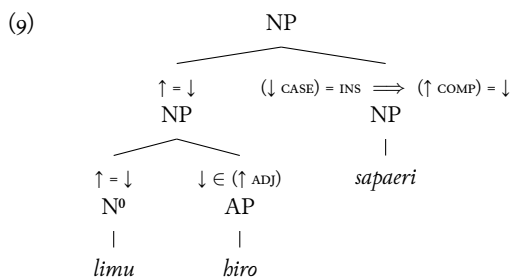 (9) NP
↑ = ↓ (↓ CASE) = INS ⟹ (↑ COMP) = ↓
NP NP
↑ = ↓ ↓ ∈ (↑ ADJ) sapaeri
N⁰ AP
limu hiro